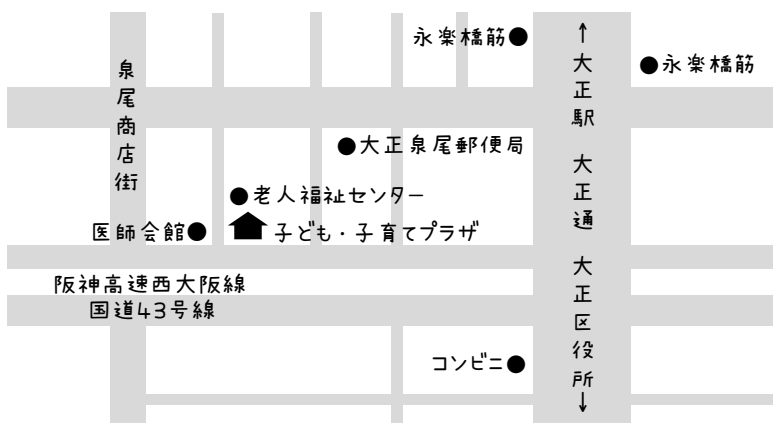 永楽橋筋
永楽橋筋
↑大正駅 大正通 大正区役所↓
泉尾商店街
大正泉尾郵便局
老人福祉センター
医師会館
子ども・子育てプラザ
阪神高速西大阪線
国道43号線
コンビニ